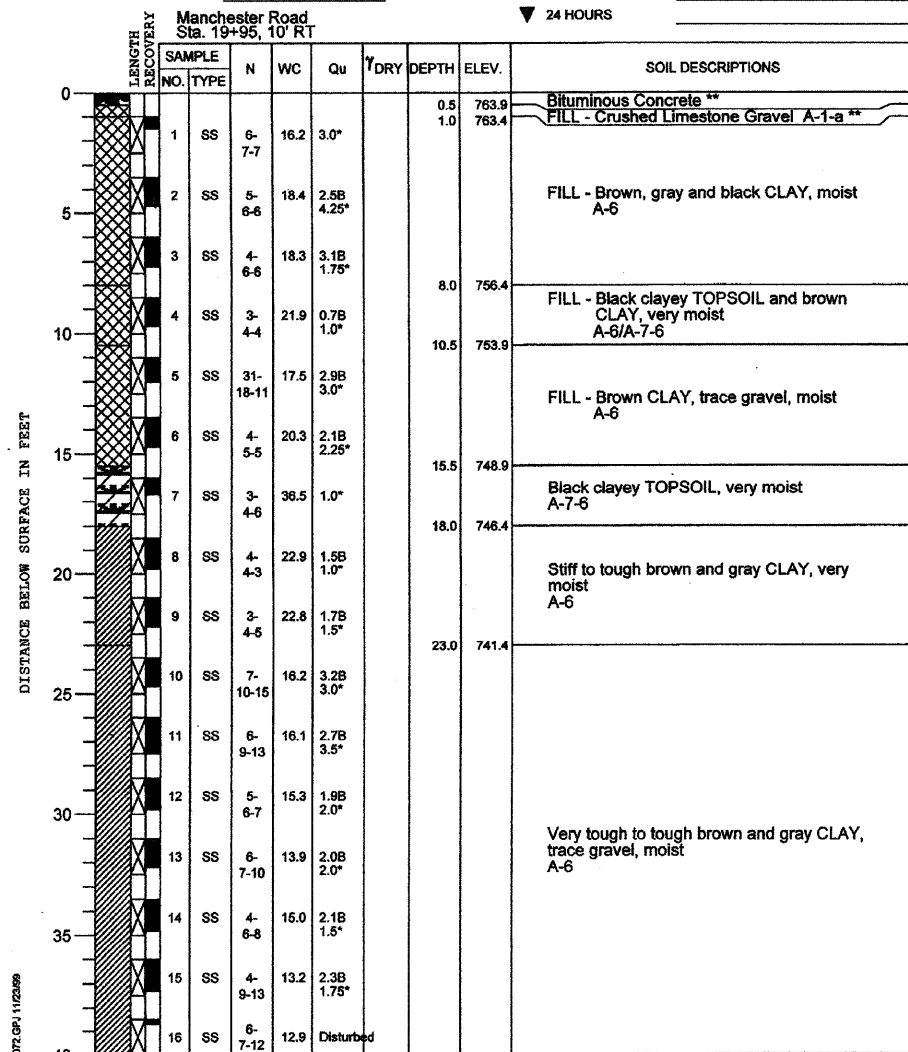 Manchester Road
Sta. 19+95, 10' RT
▼ 24 HOURS
LENGTH
RECOVERY
SAMPLE
NO. TYPE N WC Qu γDRY DEPTH ELEV. SOIL DESCRIPTIONS
DISTANCE BELOW SURFACE IN FEET
0
0.5 763.9 Bituminous Concrete **
1.0 763.4 FILL - Crushed Limestone Gravel A-1-a **
1 SS 6- 16.2 3.0*
7-7
2 SS 5- 18.4 2.5B FILL - Brown, gray and black CLAY, moist
5 6-6 4.25* A-6
3 SS 4- 18.3 3.1B
6-6 1.75*
8.0 756.4
4 SS 3- 21.9 0.7B FILL - Black clayey TOPSOIL and brown
4-4 1.0* CLAY, very moist
10 A-6/A-7-6
10.5 753.9
5 SS 31- 17.5 2.9B
18-11 3.0* FILL - Brown CLAY, trace gravel, moist
A-6
6 SS 4- 20.3 2.1B
15 5-5 2.25*
15.5 748.9
7 SS 3- 36.5 1.0* Black clayey TOPSOIL, very moist
4-6 A-7-6
18.0 746.4
8 SS 4- 22.9 1.5B Stiff to tough brown and gray CLAY, very
20 4-3 1.0* moist
A-6
9 SS 3- 22.8 1.7B
4-5 1.5*
23.0 741.4
10 SS 7- 16.2 3.2B
25 10-15 3.0*
11 SS 6- 16.1 2.7B
9-13 3.5*
12 SS 5- 15.3 1.9B
30 6-7 2.0*
Very tough to tough brown and gray CLAY,
trace gravel, moist
A-6
13 SS 6- 13.9 2.0B
7-10 2.0*
14 SS 4- 15.0 2.1B
35 6-8 1.5*
15 SS 4- 13.2 2.3B
9-13 1.75*
16 SS 6- 12.9 Disturbed
7-12
072.GPJ 11/23/99